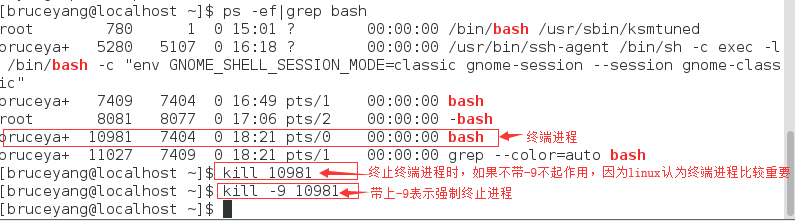 [bruceyang@localhost ~]$ ps -ef|grep bash
root       780     1  0 15:01 ?        00:00:00 /bin/bash /usr/sbin/ksmtuned
bruceya+  5280  5107  0 16:18 ?        00:00:00 /usr/bin/ssh-agent /bin/sh -c exec -l
/bin/bash -c "env GNOME_SHELL_SESSION_MODE=classic gnome-session --session gnome-class
ic"
bruceya+  7409  7404  0 16:49 pts/1    00:00:00 bash
root      8081  8077  0 17:06 pts/2    00:00:00 -bash
bruceya+ 10981  7404  0 18:21 pts/0    00:00:00 bash 终端进程
bruceya+ 11027  7409  0 18:21 pts/1    00:00:00 grep --color=auto bash
[bruceyang@localhost ~]$ kill 10981 终止终端进程时，如果不带-9不起作用，因为linux认为终端进程比较重要
[bruceyang@localhost ~]$ kill -9 10981 带上-9表示强制终止进程
[bruceyang@localhost ~]$